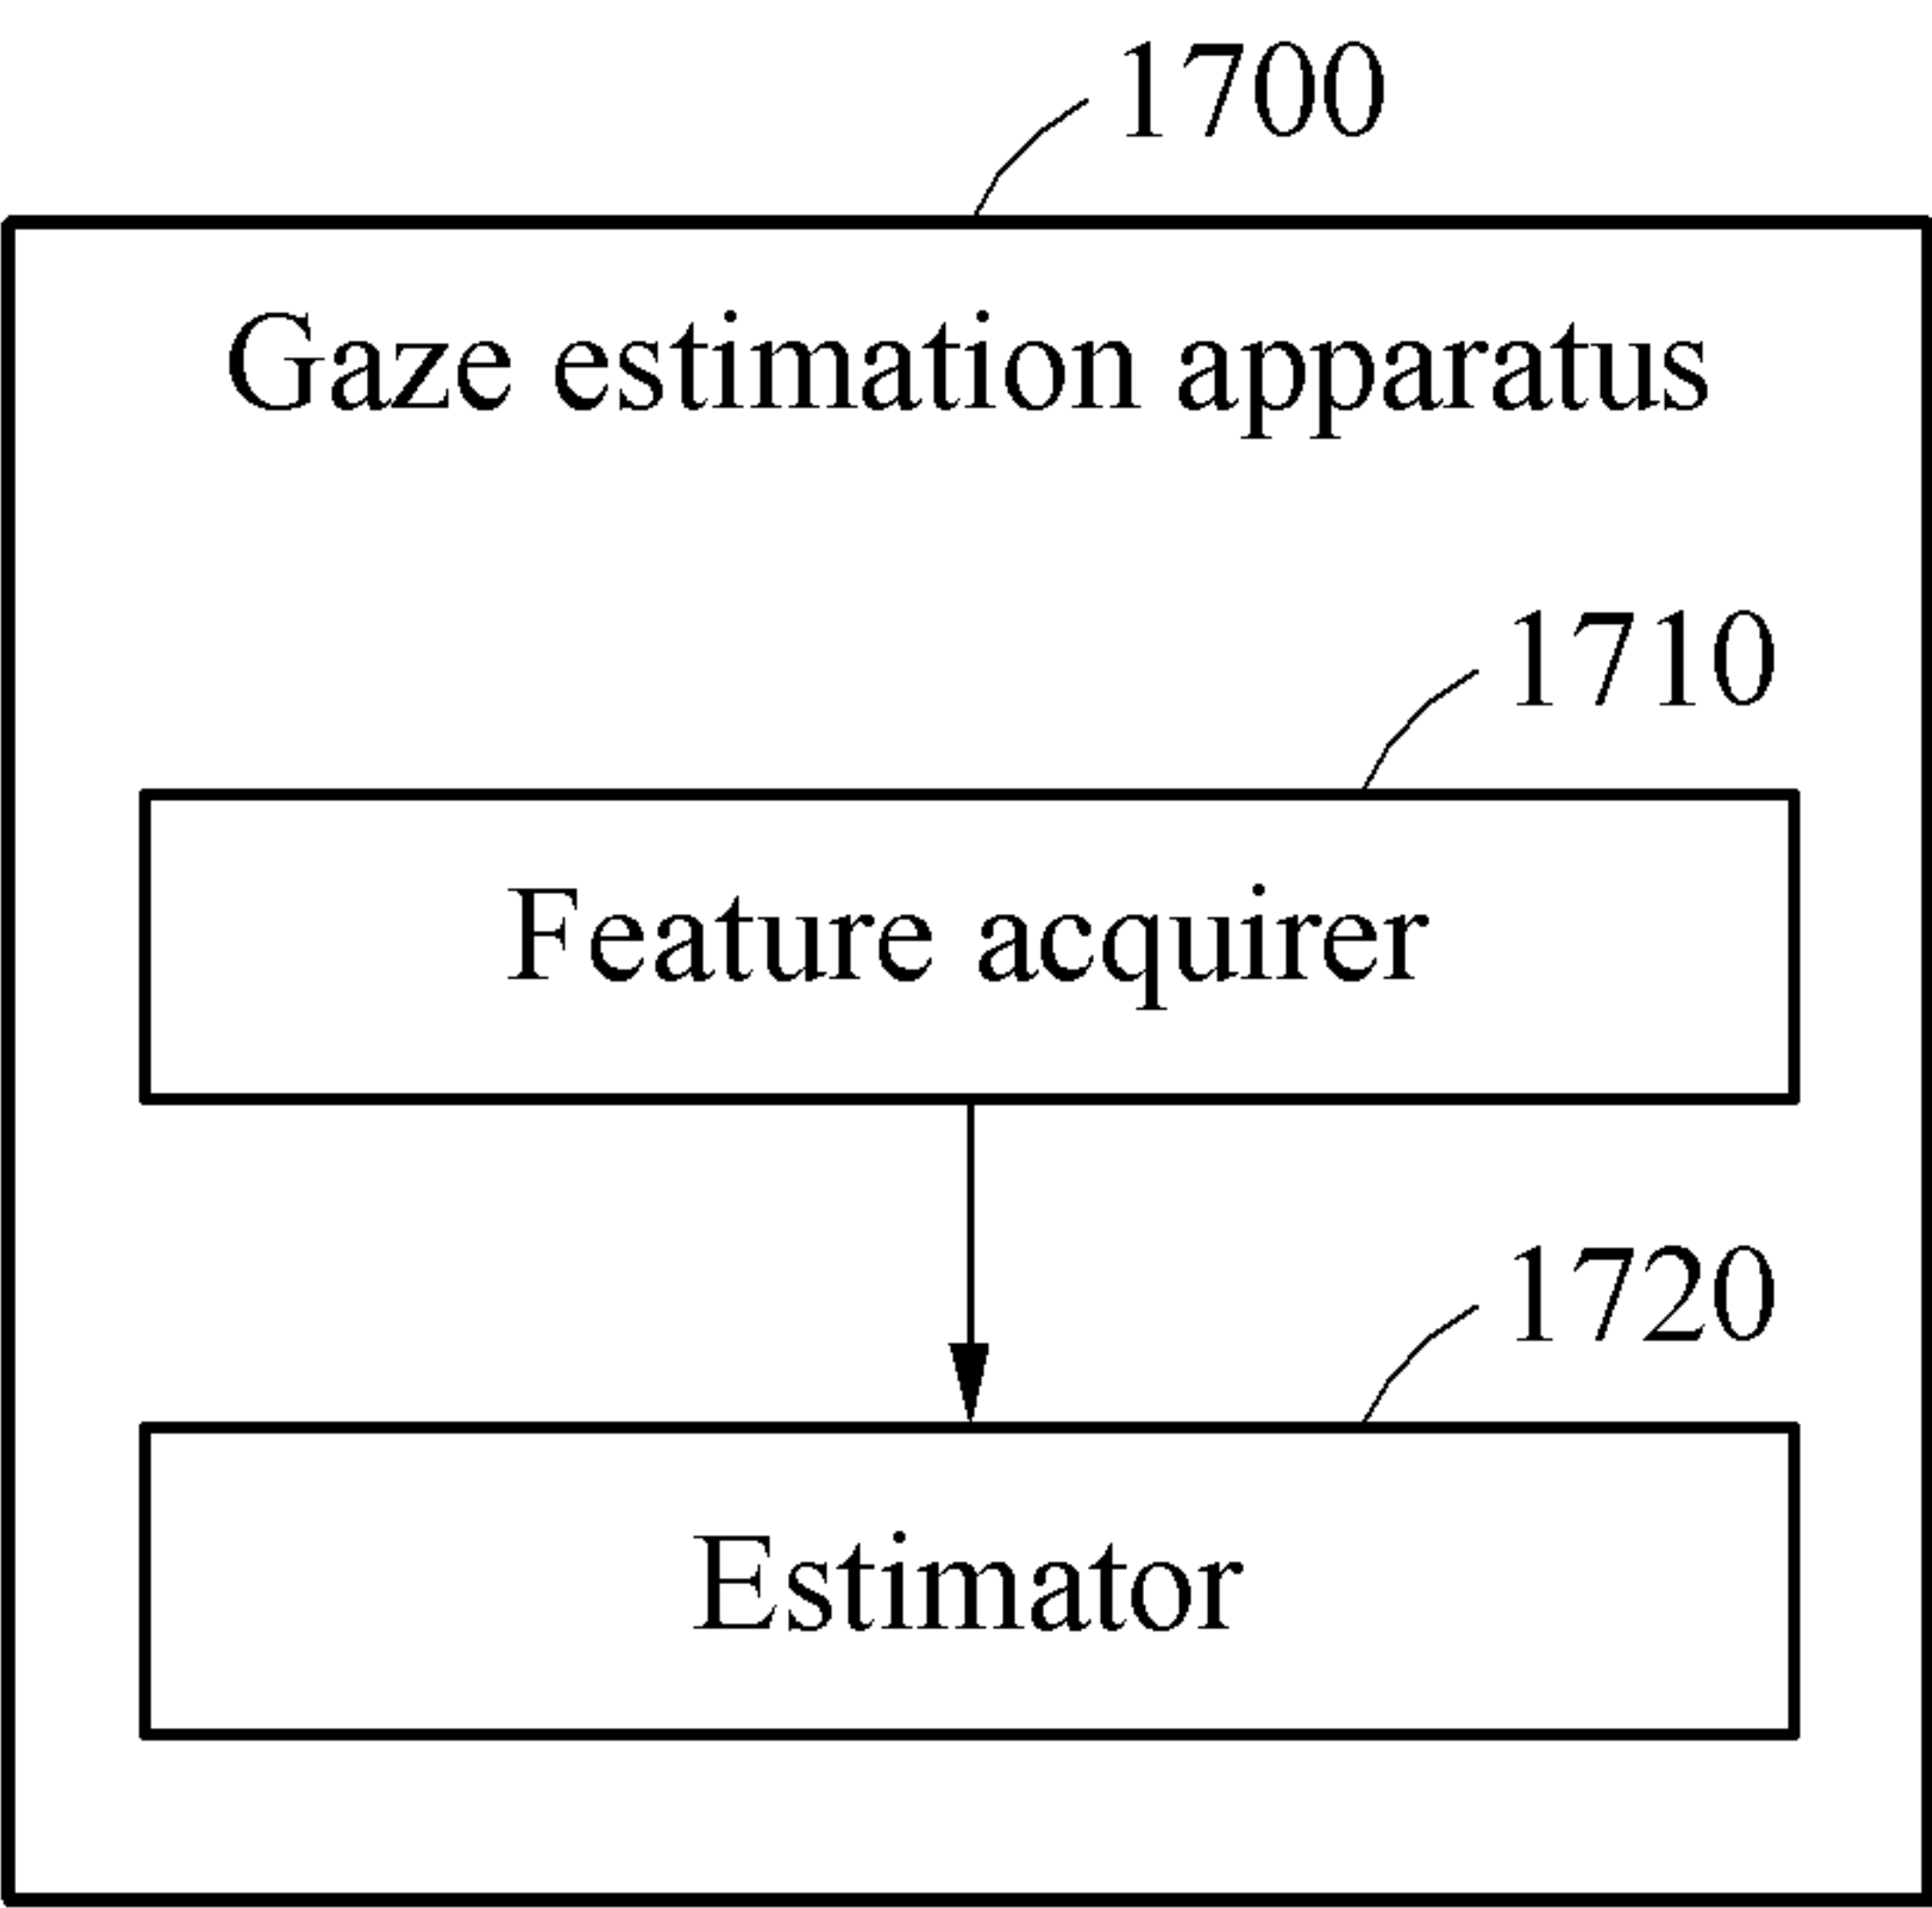 1700
Gaze estimation apparatus
1710
Feature acquirer
1720
Estimator